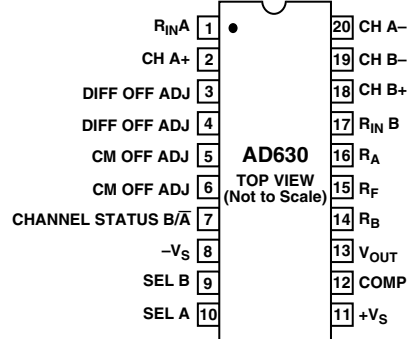 RINA 1
CH A+ 2
DIFF OFF ADJ 3
DIFF OFF ADJ 4
CM OFF ADJ 5
CM OFF ADJ 6
CHANNEL STATUS B/A̅ 7
–VS 8
SEL B 9
SEL A 10
AD630
TOP VIEW
(Not to Scale)
20 CH A–
19 CH B–
18 CH B+
17 RIN B
16 RA
15 RF
14 RB
13 VOUT
12 COMP
11 +VS